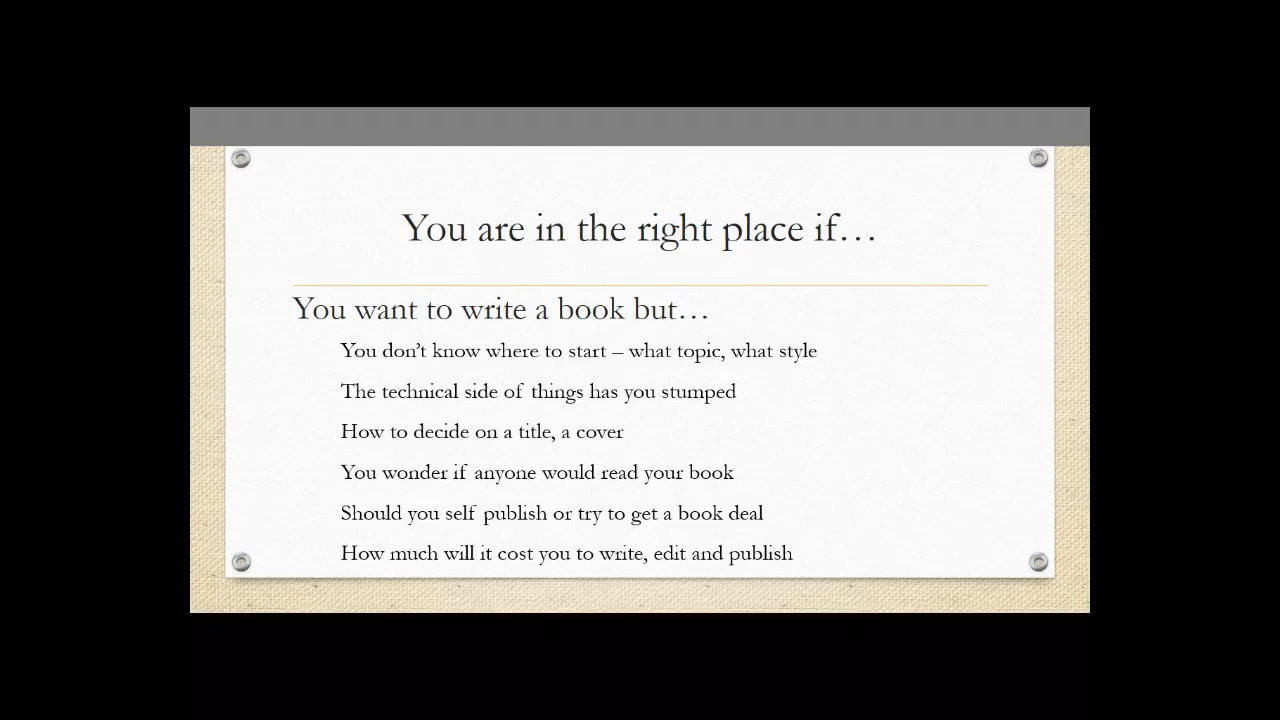 You are in the right place if…
You want to write a book but…
You don’t know where to start – what topic, what style
The technical side of things has you stumped
How to decide on a title, a cover
You wonder if anyone would read your book
Should you self publish or try to get a book deal
How much will it cost you to write, edit and publish